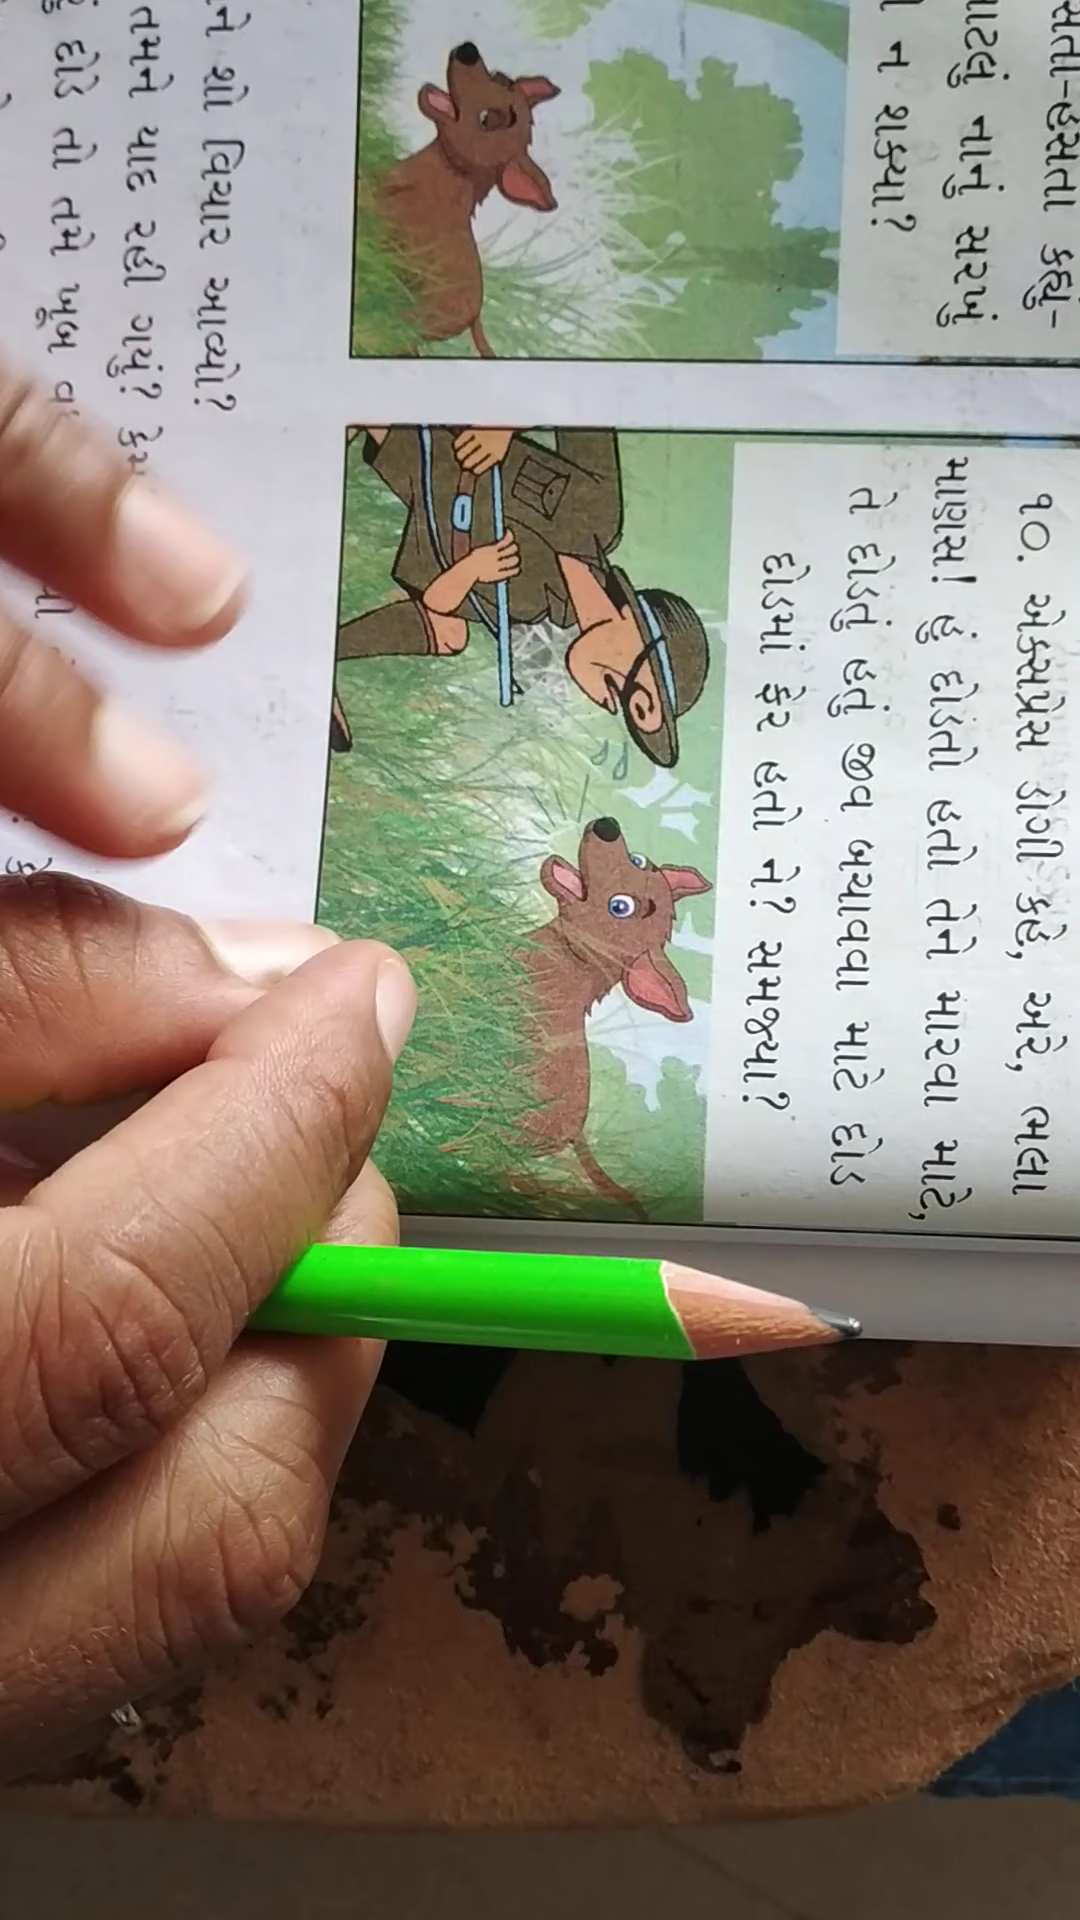 સતા-હસતા કહ્યું-
ાટલું નાનું સરખું
ન શક્યા?
૧૦. એક્સપ્રેસ ડોગી કહે, અરે, ભલા
માણસ! હું દોડતો હતો તેને મારવા માટે,
તે દોડતું હતું જીવ બચાવવા માટે દોડ
દોડમાં ફેર હતો ને? સમજ્યા?
ને શો વિચાર આવ્યો?
તમને યાદ રહી ગયું?
દોડે તો તમે ખૂબ